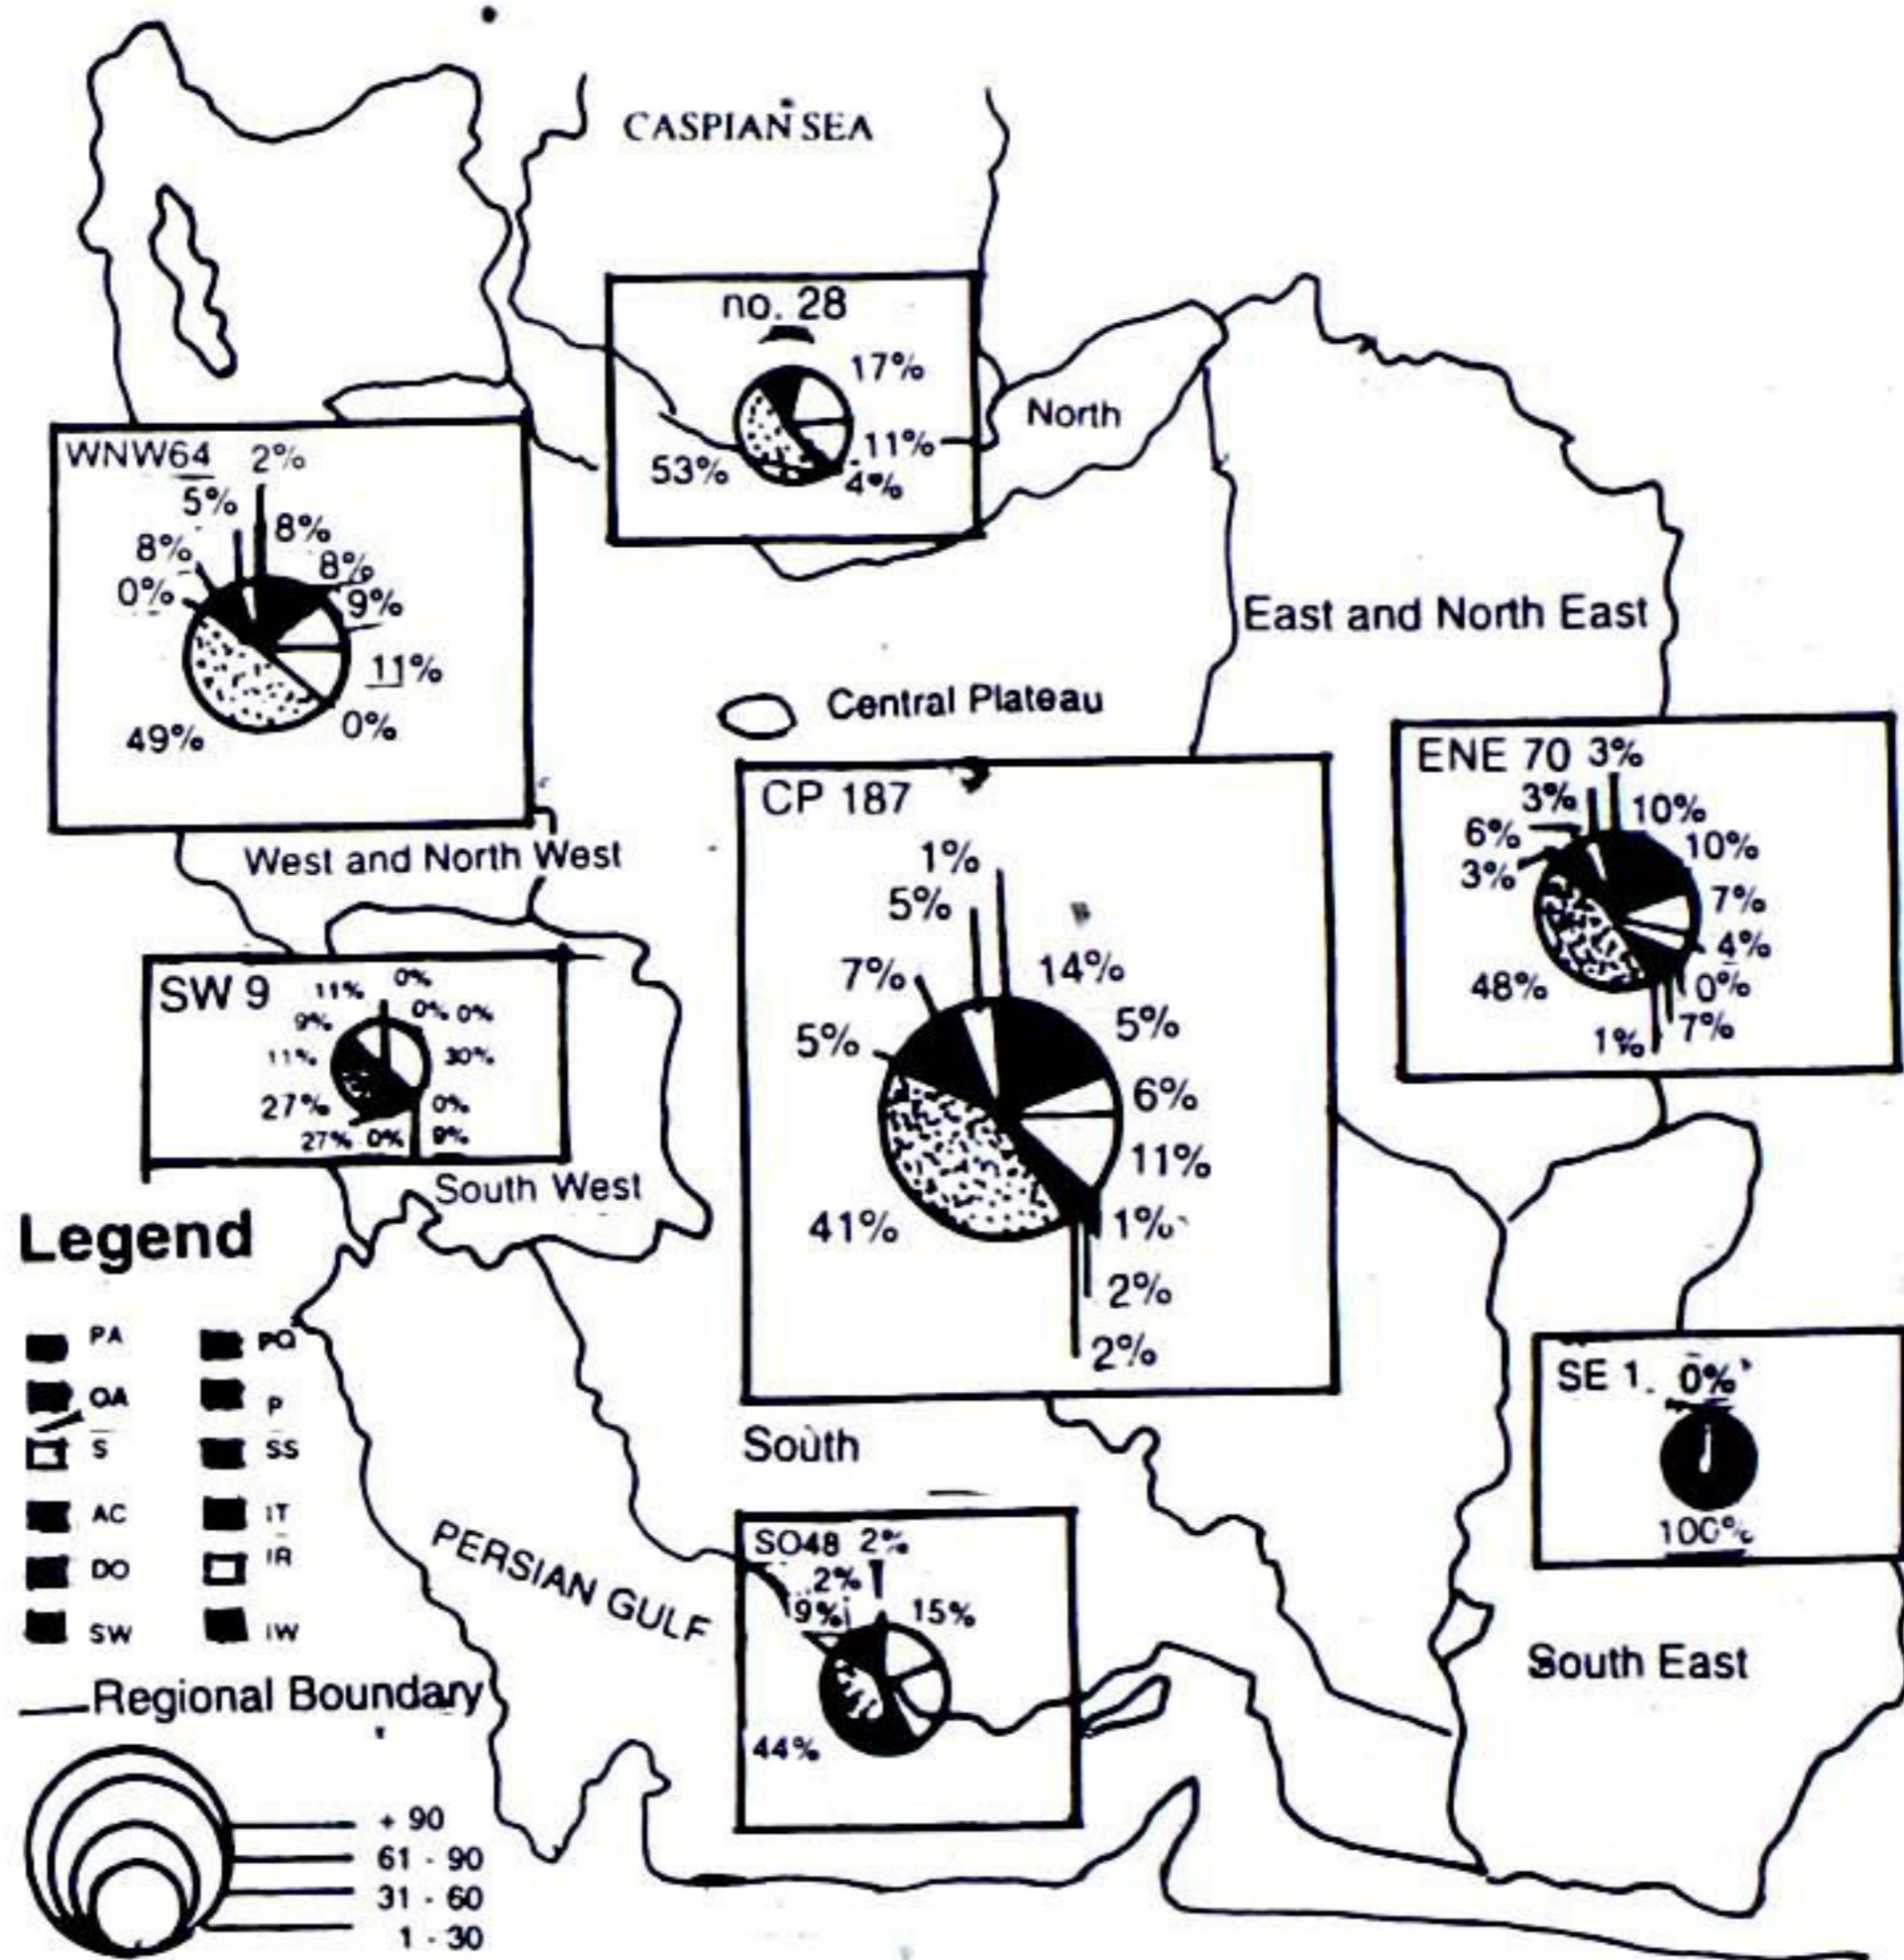 CASPIAN SEA
no. 28
17%
11%
4%
53%
North
WNW64
2%
5%
8%
8%
8%
0%
9%
11%
0%
49%
East and North East
Central Plateau
ENE 70 3%
3%
10%
6%
10%
3%
7%
4%
48%
0%
7%
1%
CP 187
1%
5%
14%
7%
5%
5%
6%
11%
41%
1%
2%
2%
West and North West
SW 9
11%
0%
0% 0%
9%
11%
30%
27%
0%
27% 0%
9%
South West
SE 1. 0%
100%
South
SO48 2%
2%
9%
15%
44%
PERSIAN GULF
South East
Legend
PA
PQ
OA
P
S
SS
AC
IT
DO
IR
SW
IW
Regional Boundary
+ 90
61 - 90
31 - 60
1 - 30